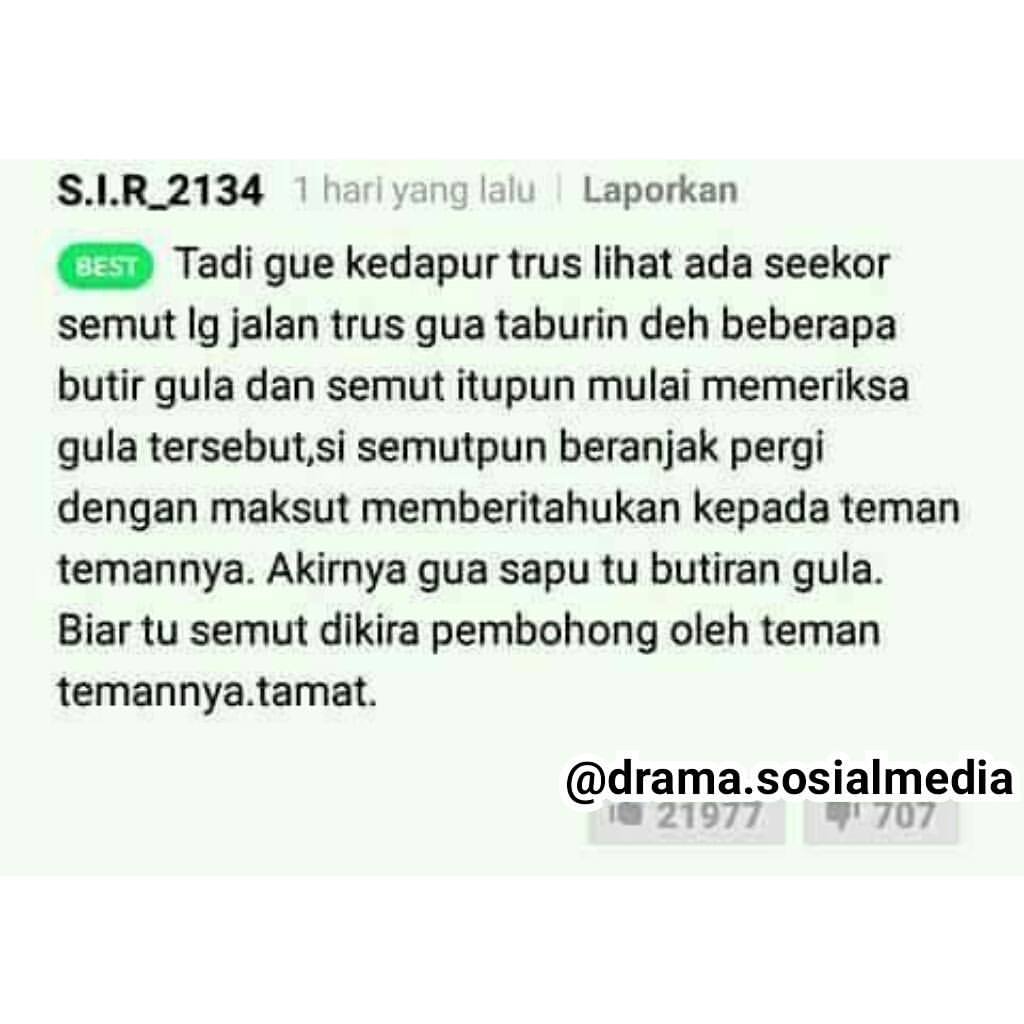 S.I.R_2134 1 hari yang lalu | Laporkan
BEST Tadi gue kedapur trus lihat ada seekor
semut lg jalan trus gua taburin deh beberapa
butir gula dan semut itupun mulai memeriksa
gula tersebut,si semutpun beranjak pergi
dengan maksut memberitahukan kepada teman
temannya. Akirnya gua sapu tu butiran gula.
Biar tu semut dikira pembohong oleh teman
temannya.tamat.
@drama.sosialmedia
21977 707